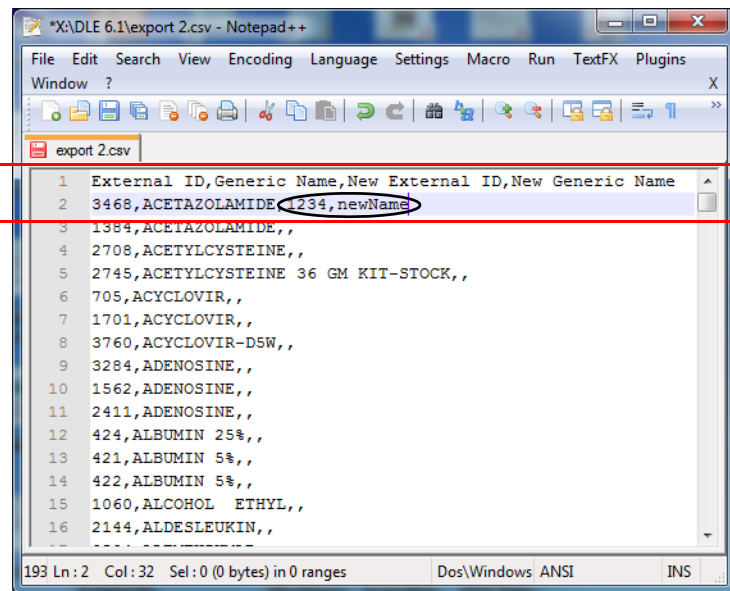 *X:\DLE 6.1\export 2.csv - Notepad++
File Edit Search View Encoding Language Settings Macro Run TextFX Plugins
Window ? X
export 2.csv
1 External ID,Generic Name,New External ID,New Generic Name
2 3468,ACETAZOLAMIDE,1234,newName
3 1384,ACETAZOLAMIDE,,
4 2708,ACETYLCYSTEINE,,
5 2745,ACETYLCYSTEINE 36 GM KIT-STOCK,,
6 705,ACYCLOVIR,,
7 1701,ACYCLOVIR,,
8 3760,ACYCLOVIR-D5W,,
9 3284,ADENOSINE,,
10 1562,ADENOSINE,,
11 2411,ADENOSINE,,
12 424,ALBUMIN 25%,,
13 421,ALBUMIN 5%,,
14 422,ALBUMIN 5%,,
15 1060,ALCOHOL  ETHYL,,
16 2144,ALDESLEUKIN,,
193 Ln : 2 Col : 32 Sel : 0 (0 bytes) in 0 ranges Dos\Windows ANSI INS